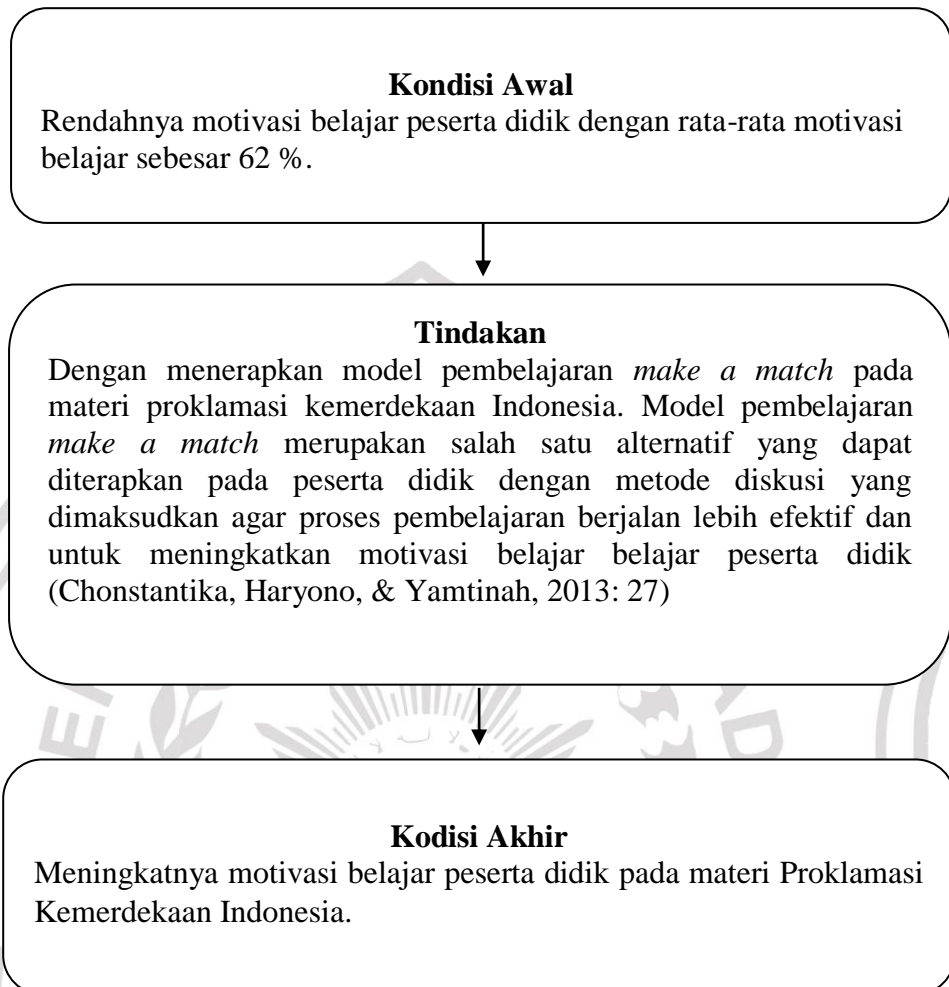 Kondisi Awal
Rendahnya motivasi belajar peserta didik dengan rata-rata motivasi
belajar sebesar 62 %.
Tindakan
Dengan menerapkan model pembelajaran make a match pada
materi proklamasi kemerdekaan Indonesia. Model pembelajaran
make a match merupakan salah satu alternatif yang dapat
diterapkan pada peserta didik dengan metode diskusi yang
dimaksudkan agar proses pembelajaran berjalan lebih efektif dan
untuk meningkatkan motivasi belajar belajar peserta didik
(Chonstantika, Haryono, & Yamtinah, 2013: 27)
Kodisi Akhir
Meningkatnya motivasi belajar peserta didik pada materi Proklamasi
Kemerdekaan Indonesia.